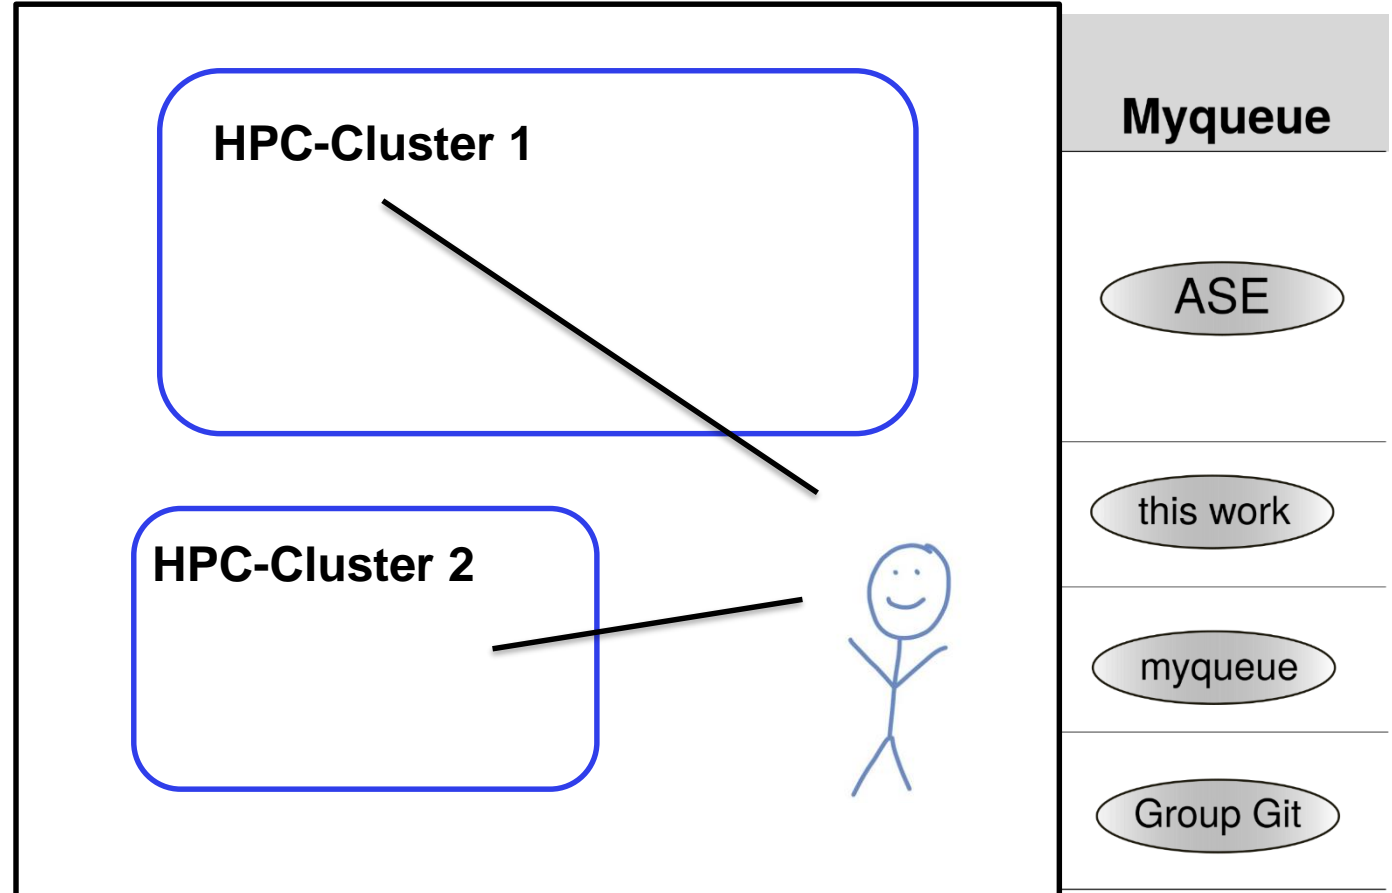 HPC-Cluster 1
HPC-Cluster 2
Myqueue
ASE
this work
myqueue
Group Git